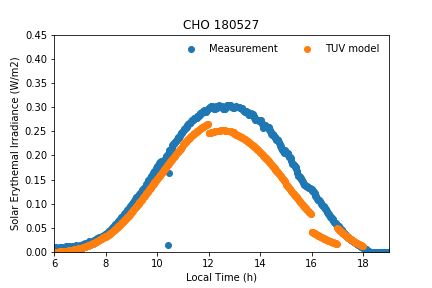 CHO 180527
Measurement TUV model
Solar Erythemal Irradiance (W/m2)
0.45
0.40
0.35
0.30
0.25
0.20
0.15
0.10
0.05
0.00
6 8 10 12 14 16 18
Local Time (h)